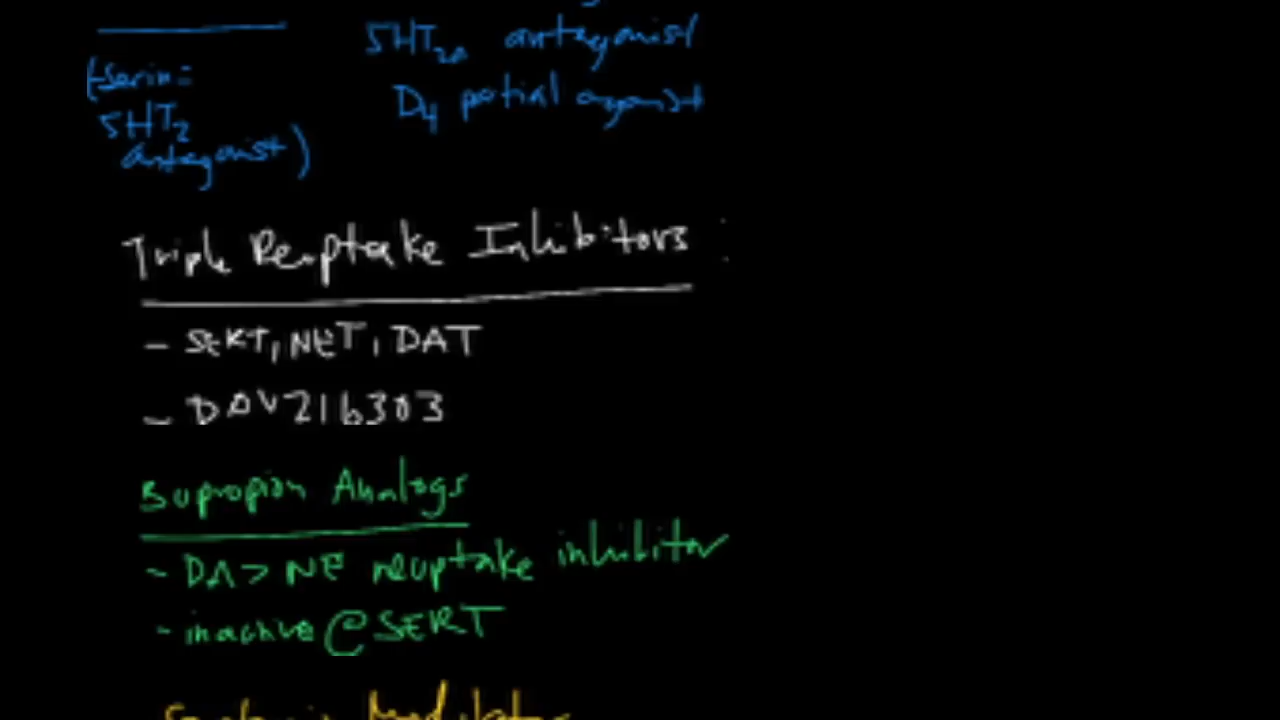 5HT2A antagonist
(-serin=
D4 partial agonist
5HT2
antagonist)
Triple Reuptake Inhibitors :
- SERT, NET, DAT
- DAV216303
Bupropion Analogs
- DA > NE reuptake inhibitor
- inactive @ SERT